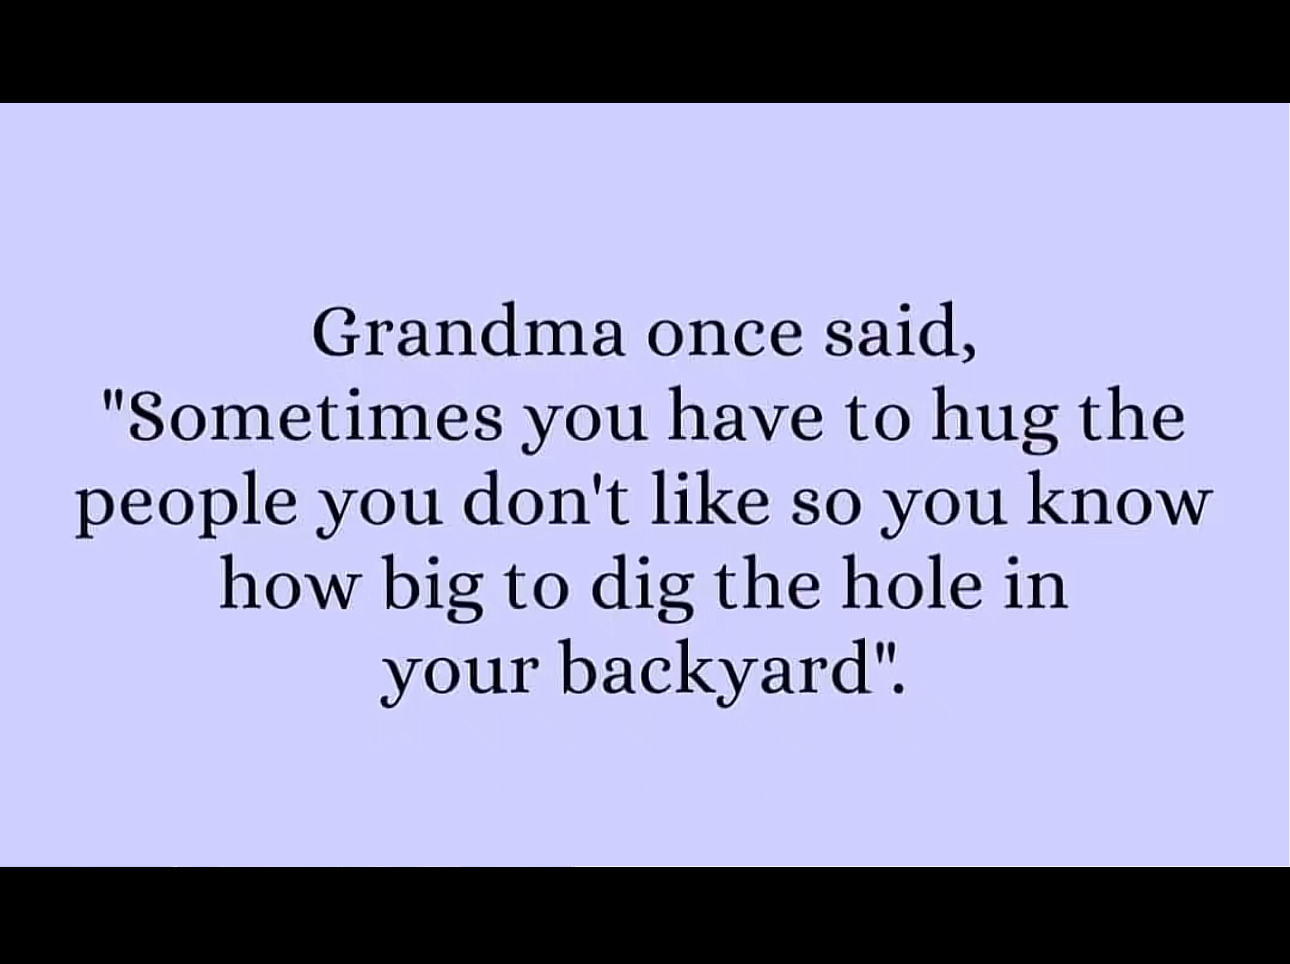 Grandma once said,
"Sometimes you have to hug the
people you don't like so you know
how big to dig the hole in
your backyard".